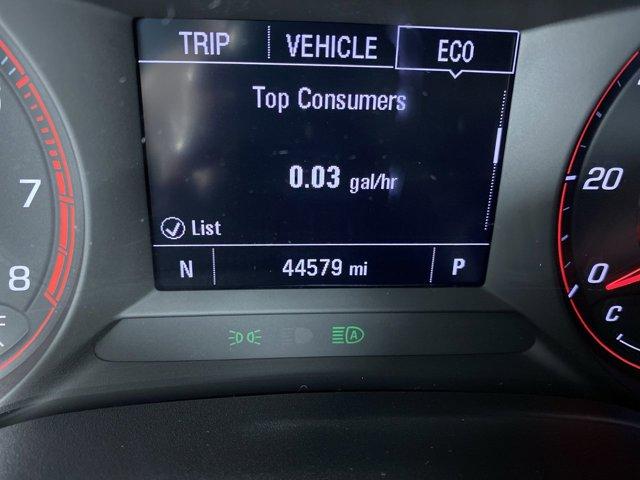 TRIP VEHICLE ECO
Top Consumers
0.03 gal/hr
List
N 44579 mi P
7
8
F
20
0
C
A